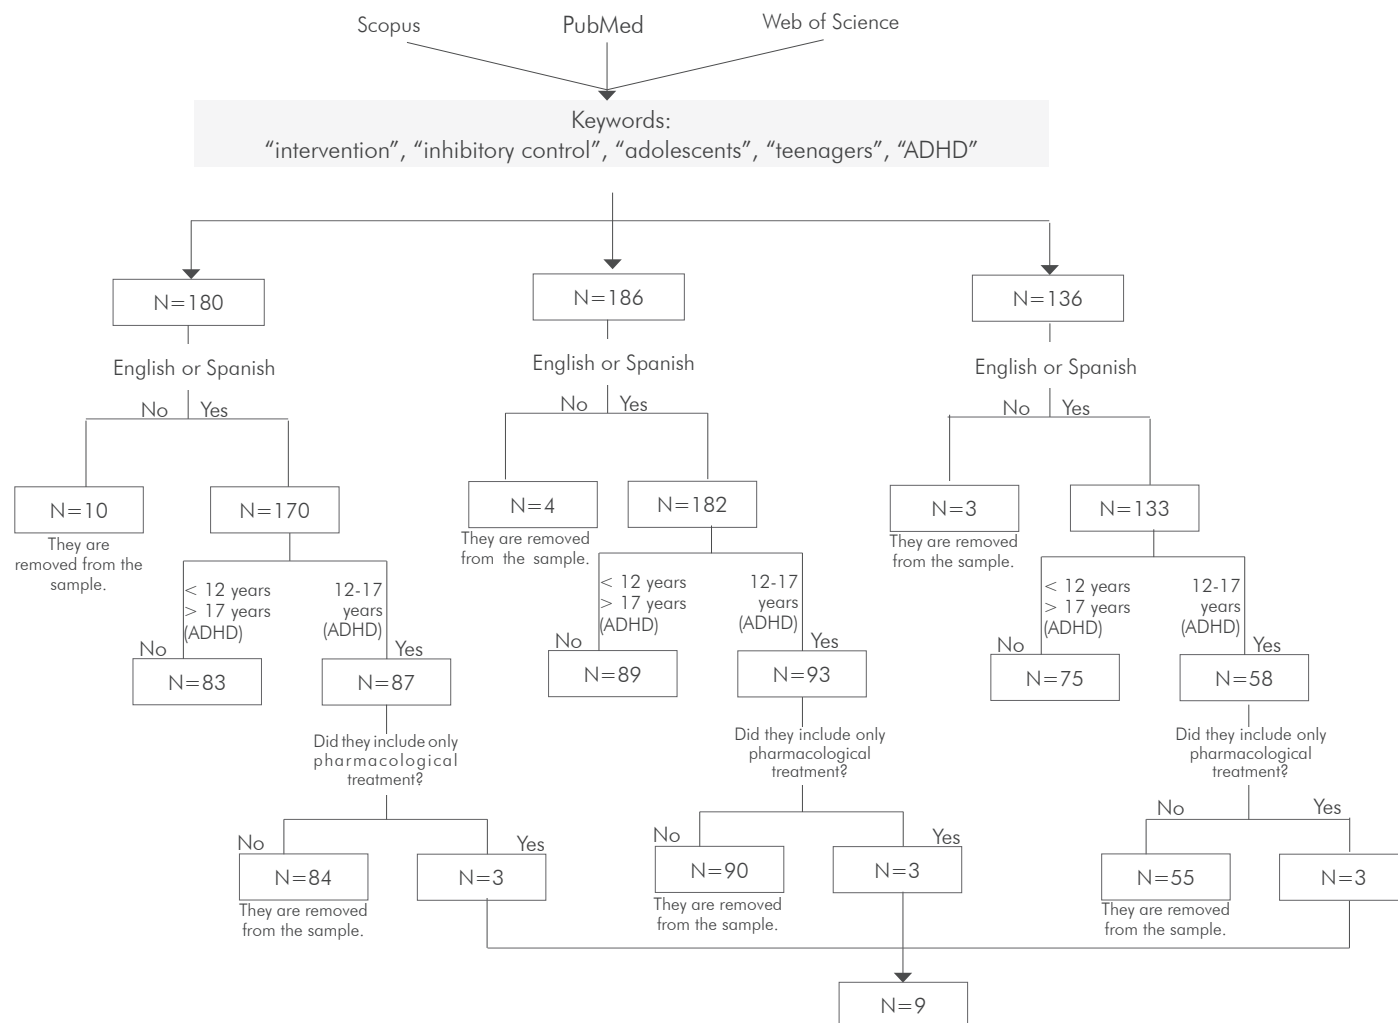 Scopus
PubMed
Web of Science
Keywords:
“intervention”, “inhibitory control”, “adolescents”, “teenagers”, “ADHD”
N=180
N=186
N=136
English or Spanish
English or Spanish
English or Spanish
No
Yes
No
Yes
No
Yes
N=10
N=170
N=4
N=182
N=3
N=133
They are
removed from the
sample.
They are removed
from the sample.
They are removed
from the sample.
< 12 years
> 17 years
(ADHD)
12-17
years
(ADHD)
< 12 years
> 17 years
(ADHD)
12-17
years
(ADHD)
< 12 years
> 17 years
(ADHD)
12-17
years
(ADHD)
No
Yes
No
Yes
No
Yes
N=83
N=87
N=89
N=93
N=75
N=58
Did they include only
pharmacological
treatment?
Did they include only
pharmacological
treatment?
Did they include only
pharmacological
treatment?
No
Yes
No
Yes
No
Yes
N=84
N=3
N=90
N=3
N=55
N=3
They are removed
from the sample.
They are removed
from the sample.
They are removed
from the sample.
N=9